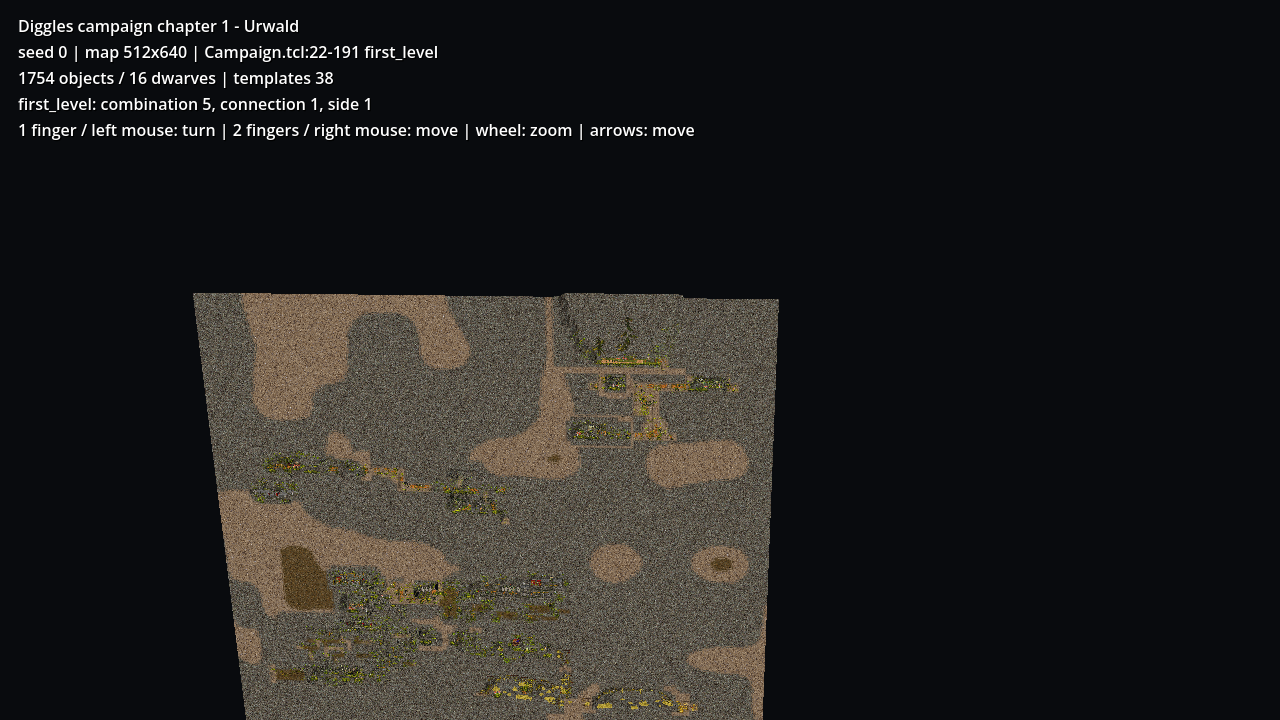 Diggles campaign chapter 1 - Urwald
seed 0 | map 512x640 | Campaign.tcl:22-191 first_level
1754 objects / 16 dwarves | templates 38
first_level: combination 5, connection 1, side 1
1 finger / left mouse: turn | 2 fingers / right mouse: move | wheel: zoom | arrows: move